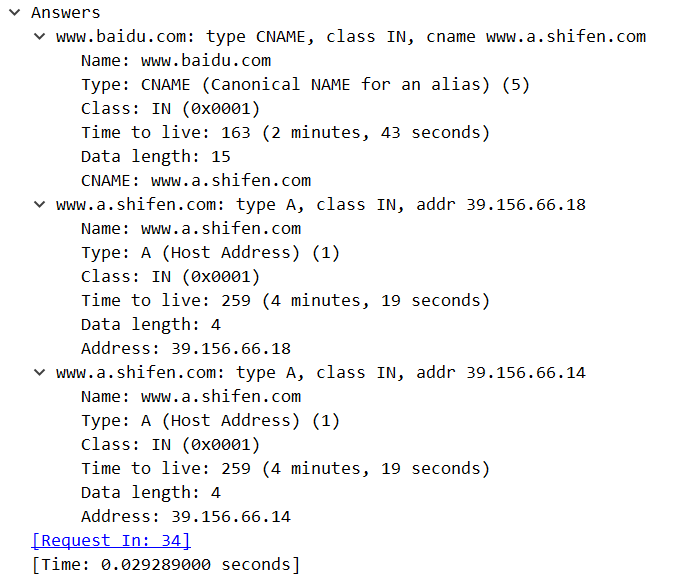 Answers
www.baidu.com: type CNAME, class IN, cname www.a.shifen.com
Name: www.baidu.com
Type: CNAME (Canonical NAME for an alias) (5)
Class: IN (0x0001)
Time to live: 163 (2 minutes, 43 seconds)
Data length: 15
CNAME: www.a.shifen.com
www.a.shifen.com: type A, class IN, addr 39.156.66.18
Name: www.a.shifen.com
Type: A (Host Address) (1)
Class: IN (0x0001)
Time to live: 259 (4 minutes, 19 seconds)
Data length: 4
Address: 39.156.66.18
www.a.shifen.com: type A, class IN, addr 39.156.66.14
Name: www.a.shifen.com
Type: A (Host Address) (1)
Class: IN (0x0001)
Time to live: 259 (4 minutes, 19 seconds)
Data length: 4
Address: 39.156.66.14
[Request In: 34]
[Time: 0.029289000 seconds]